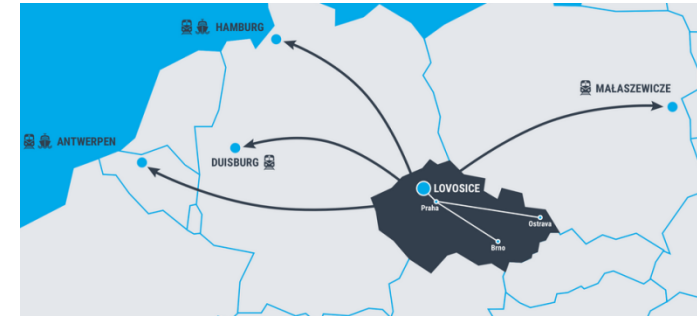 HAMBURG
MAŁASZEWICZE
ANTWERPEN
DUISBURG
LOVOSICE
Praha
Ostrava
Brno